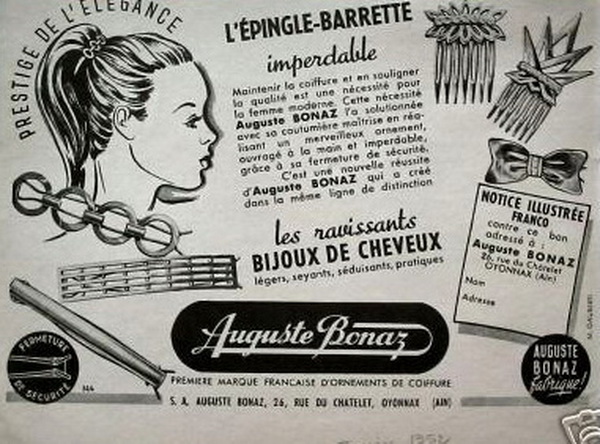 PRESTIGE DE L'ÉLÉGANCE
L'ÉPINGLE-BARRETTE
imperdable
Maintenir la coiffure et en souligner
la qualité est une nécessité pour
la femme moderne. Cette nécessité
Auguste BONAZ l'a solutionnée
avec sa coutumière maîtrise en réa-
lisant un merveilleux ornement,
ouvragé à la main et imperdable,
grâce à sa fermeture de sécurité.
C'est une nouvelle réussite
d'Auguste BONAZ qui a créé
dans la même ligne de distinction
les ravissants
BIJOUX DE CHEVEUX
légers, seyants, séduisants, pratiques
NOTICE ILLUSTRÉE
FRANCO
contre ce bon
adressé à :
Auguste BONAZ
26, rue du Châtelet
OYONNAX (Ain)
Nom
Adresse
FERMETURE
DE SÉCURITÉ
144
Auguste Bonaz
PREMIERE MARQUE FRANCAISE D'ORNEMENTS DE COIFFURE
S. A. AUGUSTE BONAZ, 26, RUE DU CHATELET, OYONNAX (AIN)
AUGUSTE
BONAZ
fabrique!
1952